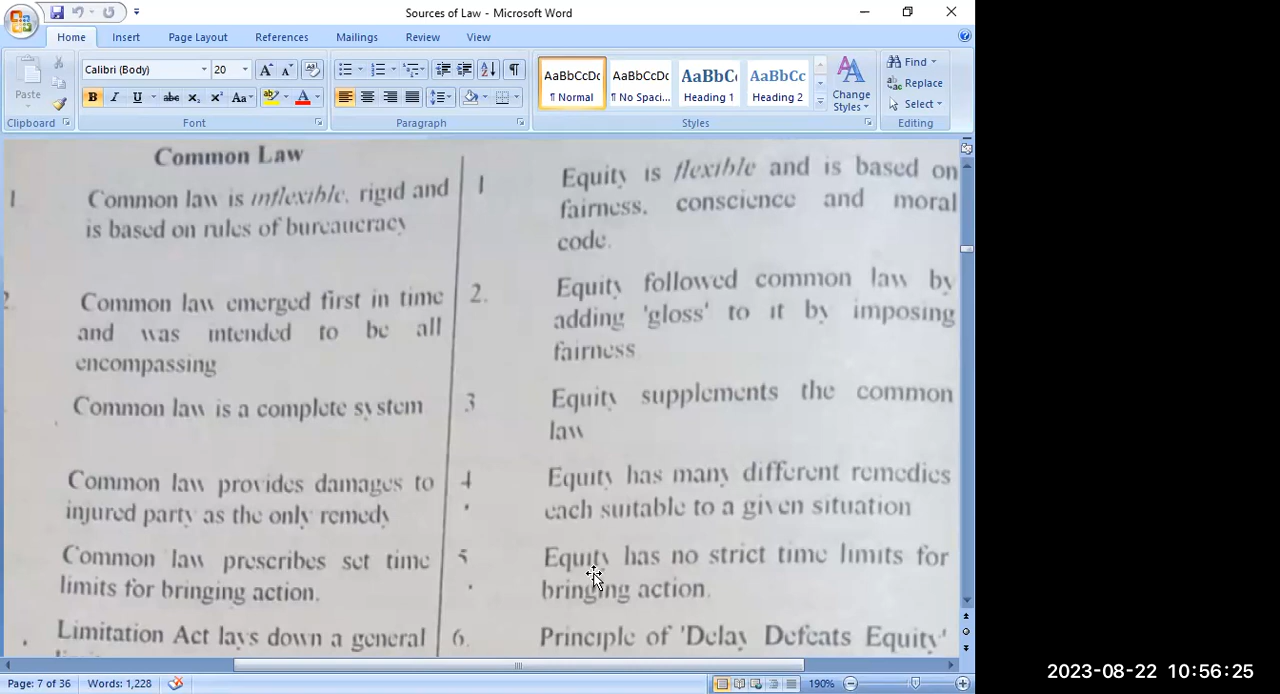 Sources of Law - Microsoft Word
Home Insert Page Layout References Mailings Review View
Paste
Calibri (Body) 20
B I U abc X₂ X² Aa
AaBbCcDc AaBbCcDc AaBbC AaBbCc
¶ Normal ¶ No Spaci... Heading 1 Heading 2
Change
Styles
Find
Replace
Select
Clipboard Font Paragraph Styles Editing
Common Law
1. Common law is inflexible, rigid and
is based on rules of bureaucracy
1 Equity is flexible and is based on
fairness, conscience and moral
code.
2. Common law emerged first in time
and was intended to be all
encompassing
2. Equity followed common law by
adding 'gloss' to it by imposing
fairness
Common law is a complete system
3 Equity supplements the common
law
Common law provides damages to
injured party as the only remedy
4. Equity has many different remedies
each suitable to a given situation
Common law prescribes set time
limits for bringing action.
5. Equity has no strict time limits for
bringing action.
Limitation Act lays down a general
6. Principle of 'Delay Defeats Equity'
Page: 7 of 36 Words: 1,228 190%
2023-08-22 10:56:25